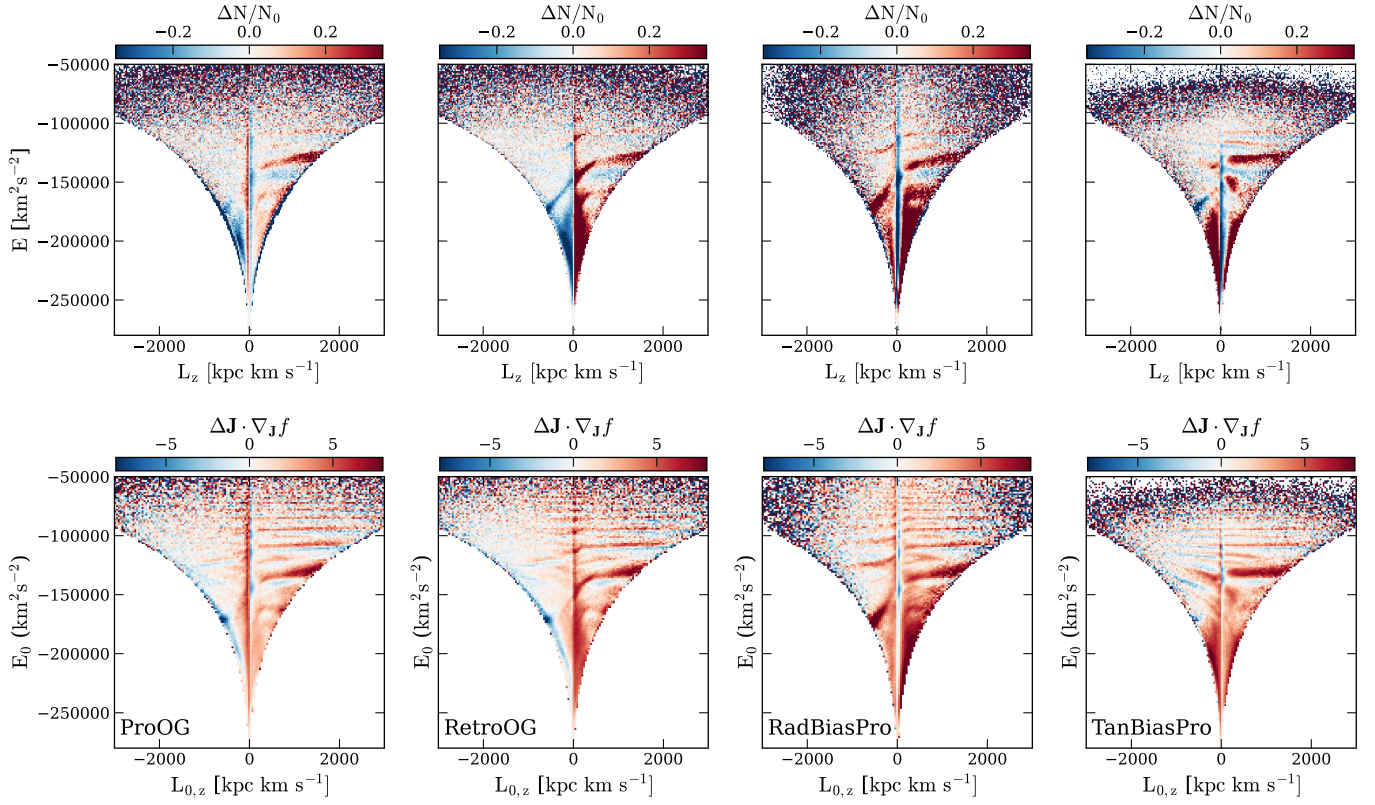 ΔN/N₀ ΔN/N₀ ΔN/N₀ ΔN/N₀
−0.2 0.0 0.2 −0.2 0.0 0.2 −0.2 0.0 0.2 −0.2 0.0 0.2
−50000
−100000
−150000
−200000
−250000
E [km²s⁻²]
−2000 0 2000 −2000 0 2000 −2000 0 2000 −2000 0 2000
L_z [kpc km s⁻¹] L_z [kpc km s⁻¹] L_z [kpc km s⁻¹] L_z [kpc km s⁻¹]
ΔJ · ∇_J f ΔJ · ∇_J f ΔJ · ∇_J f ΔJ · ∇_J f
−5 0 5 −5 0 5 −5 0 5 −5 0 5
−50000
−100000
−150000
−200000
−250000
E₀ (km²s⁻²) E₀ (km²s⁻²) E₀ (km²s⁻²) E₀ (km²s⁻²)
ProOG RetroOG RadBiasPro TanBiasPro
−2000 0 2000 −2000 0 2000 −2000 0 2000 −2000 0 2000
L_{0,z} [kpc km s⁻¹] L_{0,z} [kpc km s⁻¹] L_{0,z} [kpc km s⁻¹] L_{0,z} [kpc km s⁻¹]